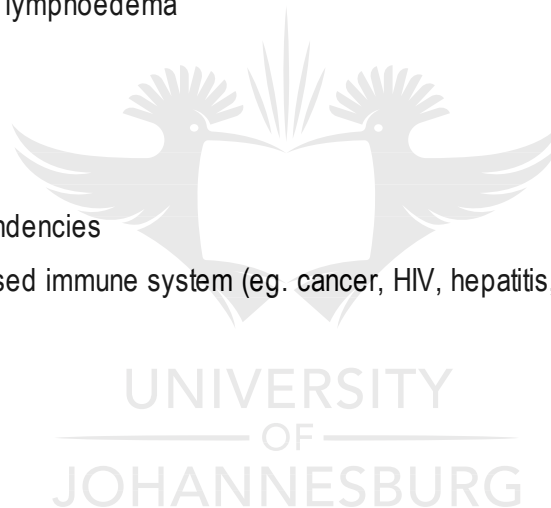 lymphoedema
ndencies
sed immune system (eg. cancer, HIV, hepatitis
UNIVERSITY
OF
JOHANNESBURG